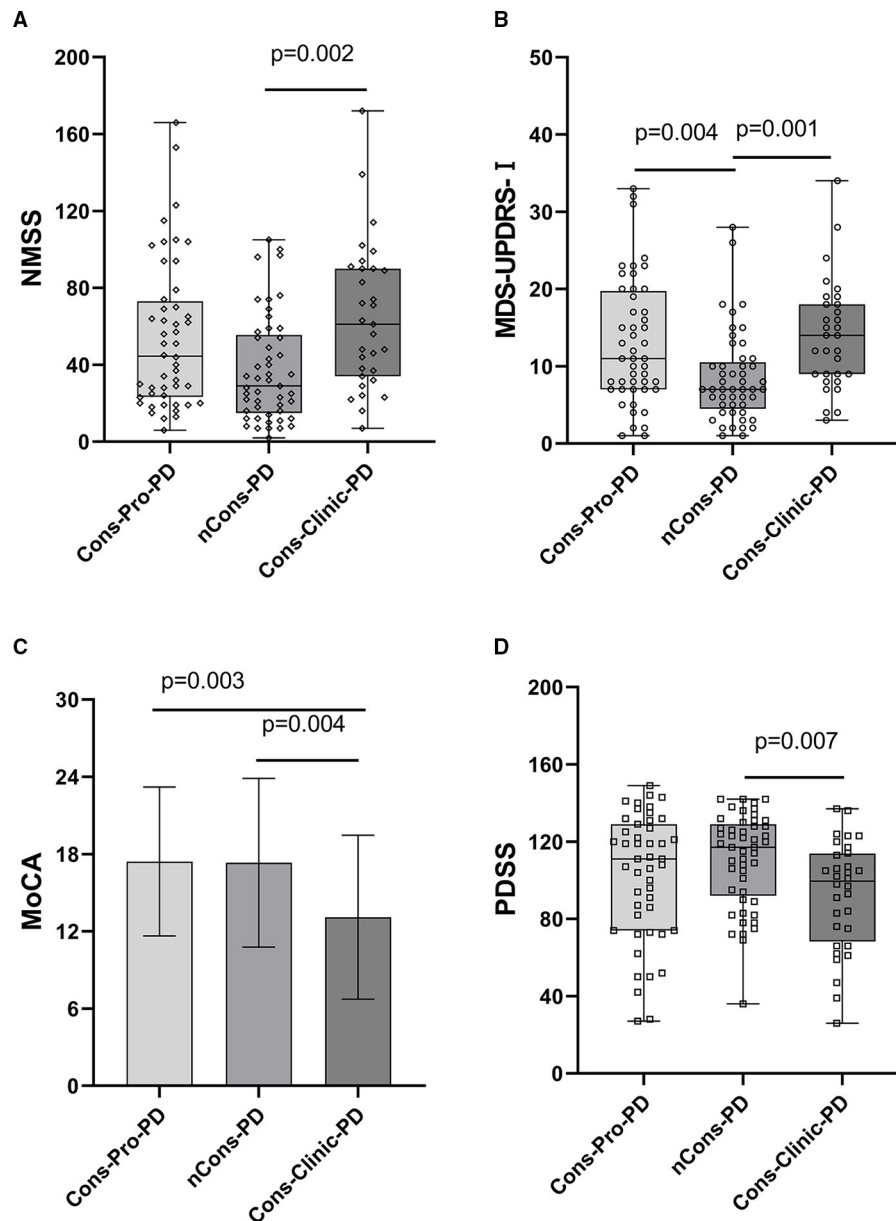 A
p=0.002
200
160
120
80
40
0
NMSS
Cons-Pro-PD
nCons-PD
Cons-Clinic-PD
B
p=0.004
p=0.001
50
40
30
20
10
0
MDS-UPDRS- I
Cons-Pro-PD
nCons-PD
Cons-Clinic-PD
C
p=0.003
p=0.004
30
24
18
12
6
0
MoCA
Cons-Pro-PD
nCons-PD
Cons-Clinic-PD
D
p=0.007
200
160
120
80
40
0
PDSS
Cons-Pro-PD
nCons-PD
Cons-Clinic-PD